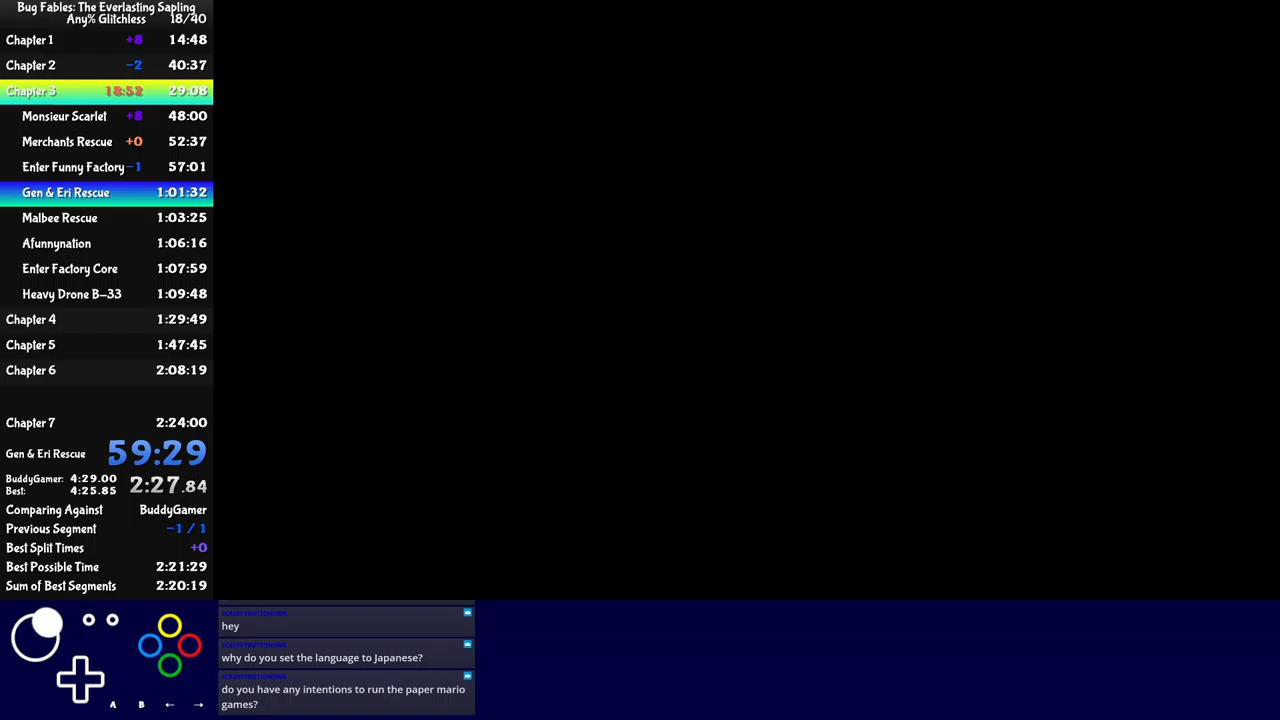 Bug Fables: The Everlasting Sapling
Any% Glitchless 18/40
Chapter 1 +8 14:48
Chapter 2 -2 40:37
Chapter 3 18:52 29:08
Monsieur Scarlet +8 48:00
Merchants Rescue +0 52:37
Enter Funny Factory -1 57:01
Gen & Eri Rescue 1:01:32
Malbee Rescue 1:03:25
Afunnynation 1:06:16
Enter Factory Core 1:07:59
Heavy Drone B-33 1:09:48
Chapter 4 1:29:49
Chapter 5 1:47:45
Chapter 6 2:08:19
Chapter 7 2:24:00
Gen & Eri Rescue 59:29
BuddyGamer: 4:29.00
Best: 4:25.85
2:27.84
Comparing Against BuddyGamer
Previous Segment -1 / 1
Best Split Times +0
Best Possible Time 2:21:29
Sum of Best Segments 2:20:19
A B ← →
hey
why do you set the language to Japanese?
do you have any intentions to run the paper mario
games?